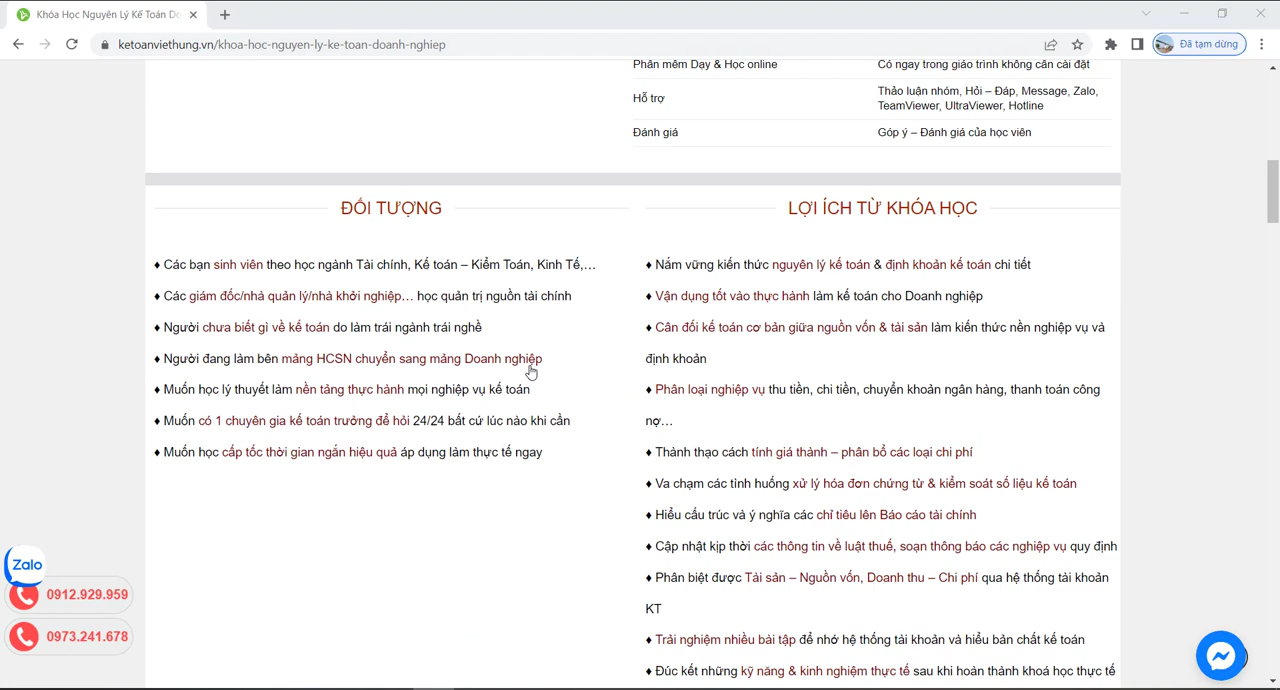 Khóa Học Nguyên Lý Kế Toán Do
ketoanviethung.vn/khoa-hoc-nguyen-ly-ke-toan-doanh-nghiep
Đã tạm dừng
Phần mềm Dạy & Học online
Có ngay trong giáo trình không cần cài đặt
Hỗ trợ
Thảo luận nhóm, Hỏi – Đáp, Message, Zalo,
TeamViewer, UltraViewer, Hotline
Đánh giá
Góp ý – Đánh giá của học viên
ĐỐI TƯỢNG
♦ Các bạn sinh viên theo học ngành Tài chính, Kế toán – Kiểm Toán, Kinh Tế,…
♦ Các giám đốc/nhà quản lý/nhà khởi nghiệp… học quản trị nguồn tài chính
♦ Người chưa biết gì về kế toán do làm trái ngành trái nghề
♦ Người đang làm bên mảng HCSN chuyển sang mảng Doanh nghiệp
♦ Muốn học lý thuyết làm nền tảng thực hành mọi nghiệp vụ kế toán
♦ Muốn có 1 chuyên gia kế toán trưởng để hỏi 24/24 bất cứ lúc nào khi cần
♦ Muốn học cấp tốc thời gian ngắn hiệu quả áp dụng làm thực tế ngay
LỢI ÍCH TỪ KHÓA HỌC
♦ Nắm vững kiến thức nguyên lý kế toán & định khoản kế toán chi tiết
♦ Vận dụng tốt vào thực hành làm kế toán cho Doanh nghiệp
♦ Cân đối kế toán cơ bản giữa nguồn vốn & tài sản làm kiến thức nền nghiệp vụ và
định khoản
♦ Phân loại nghiệp vụ thu tiền, chi tiền, chuyển khoản ngân hàng, thanh toán công
nợ…
♦ Thành thạo cách tính giá thành – phân bổ các loại chi phí
♦ Va chạm các tình huống xử lý hóa đơn chứng từ & kiểm soát số liệu kế toán
♦ Hiểu cấu trúc và ý nghĩa các chỉ tiêu lên Báo cáo tài chính
♦ Cập nhật kịp thời các thông tin về luật thuế, soạn thông báo các nghiệp vụ quy định
♦ Phân biệt được Tài sản – Nguồn vốn, Doanh thu – Chi phí qua hệ thống tài khoản
KT
♦ Trải nghiệm nhiều bài tập để nhớ hệ thống tài khoản và hiểu bản chất kế toán
♦ Đúc kết những kỹ năng & kinh nghiệm thực tế sau khi hoàn thành khoá học thực tế
Zalo
0912.929.959
0973.241.678